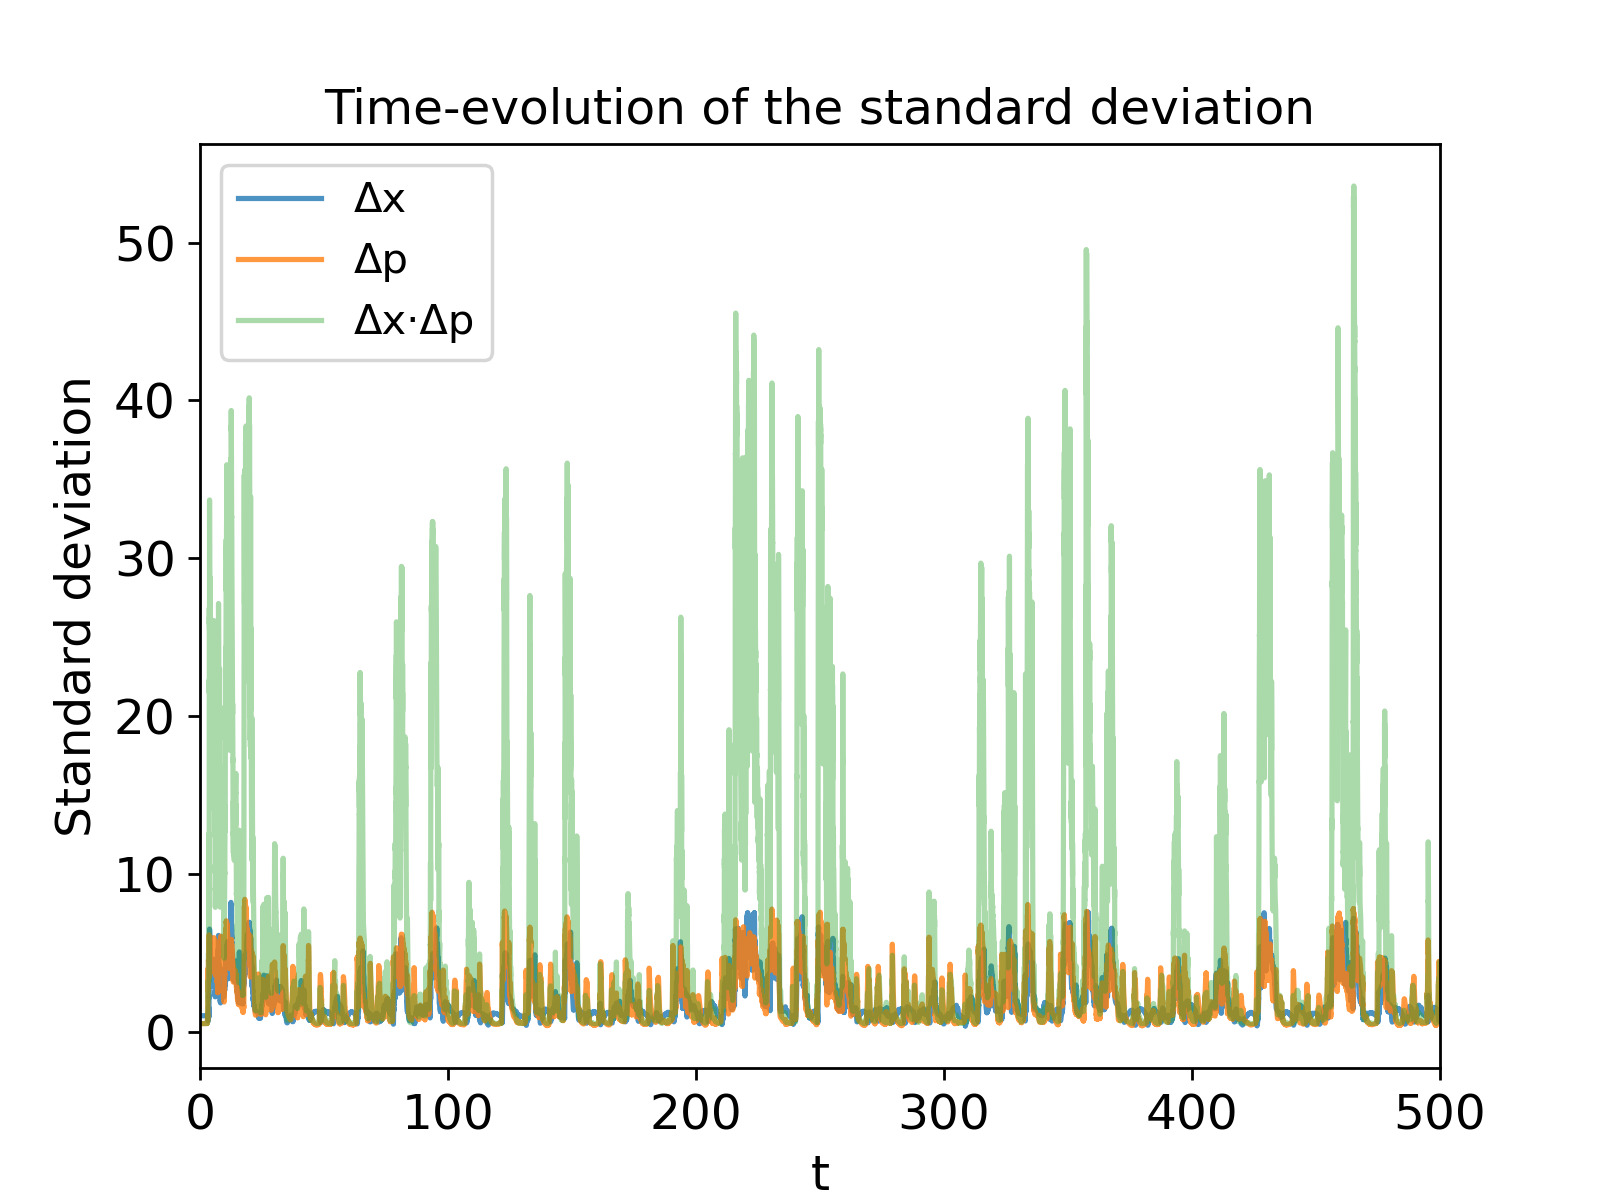 Time-evolution of the standard deviation
Δx
Δp
Δx·Δp
Standard deviation
50
40
30
20
10
0
0 100 200 300 400 500
t